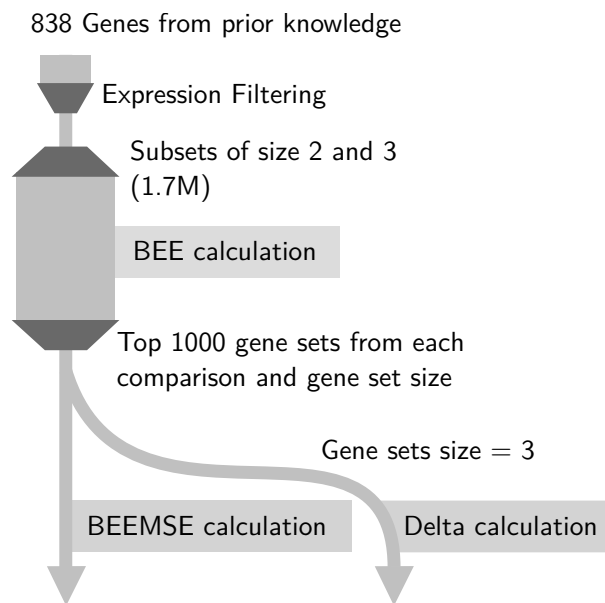 838 Genes from prior knowledge
Expression Filtering
Subsets of size 2 and 3
(1.7M)
BEE calculation
Top 1000 gene sets from each
comparison and gene set size
Gene sets size = 3
BEEMSE calculation
Delta calculation